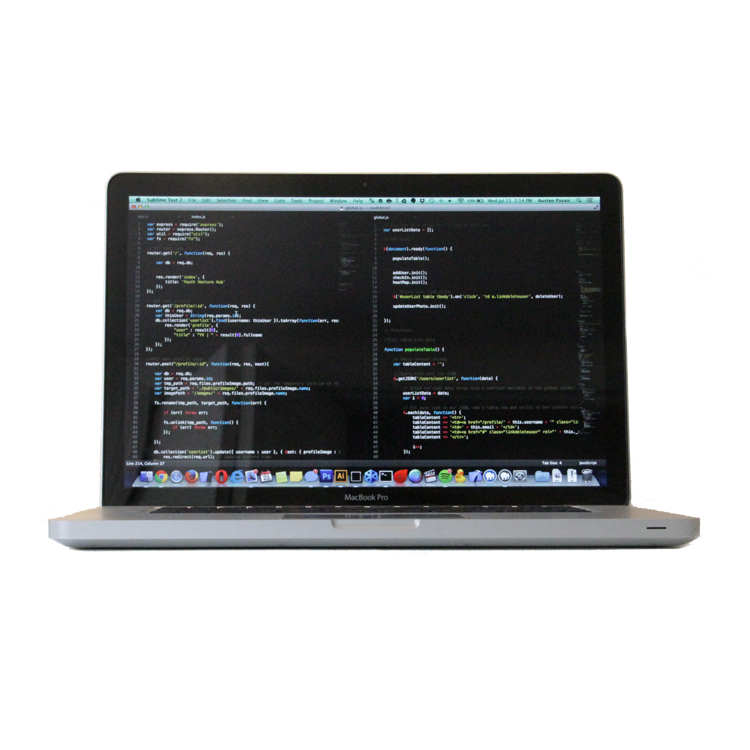 Sublime Text 2 File Edit Selection Find View Goto Tools Project Window Help Wed Jul 23 2:14 PM Austen Payan
index.js
var express = require('express');
var router = express.Router();
var util = require("util");
var fs = require("fs");
router.get('/', function(req, res) {
var db = req.db;
res.render('index', {
title: 'Youth Venture Hub'
});
});
router.get('/profile/:id', function(req, res) {
var db = req.db;
var thisUser = String(req.params.id);
db.collection('userlist').find({username: thisUser }).toArray(function(err, res
res.render('profile', {
"user" : result[0],
"title" : "YV | " + result[0].fullname
});
});
});
router.post("/profile/:id", function(req, res, next){
var db = req.db;
var user = req.params.id;
var tmp_path = req.files.profileImage.path;
var target_path = './public/images/' + req.files.profileImage.name;
var imagePath = '/images/' + req.files.profileImage.name;
fs.rename(tmp_path, target_path, function(err) {
if (err) throw err;
fs.unlink(tmp_path, function() {
if (err) throw err;
});
});
db.collection('userlist').update({ username : user }, { $set: { profileImage :
res.redirect(req.url);
global.js
var userListData = [];
$(document).ready(function() {
populateTable();
addUser.init();
checkIn.init();
heatMap.init();
$('#userList table tbody').on('click', 'td a.linkdeleteuser', deleteUser);
updateUserPhoto.init();
});
function populateTable() {
var tableContent = '';
$.getJSON('/users/userlist', function(data) {
userListData = data;
var i = 0;
$.each(data, function() {
tableContent += '<tr>';
tableContent += '<td><a href="/profile/' + this.username + '" class="li
tableContent += '<td>' + this.email + '</td>';
tableContent += '<td><a href="#" class="linkdeleteuser" rel="' + this._
tableContent += '</tr>';
i++;
});
Line 214, Column 27 Tab Size: 4 JavaScript
MacBook Pro